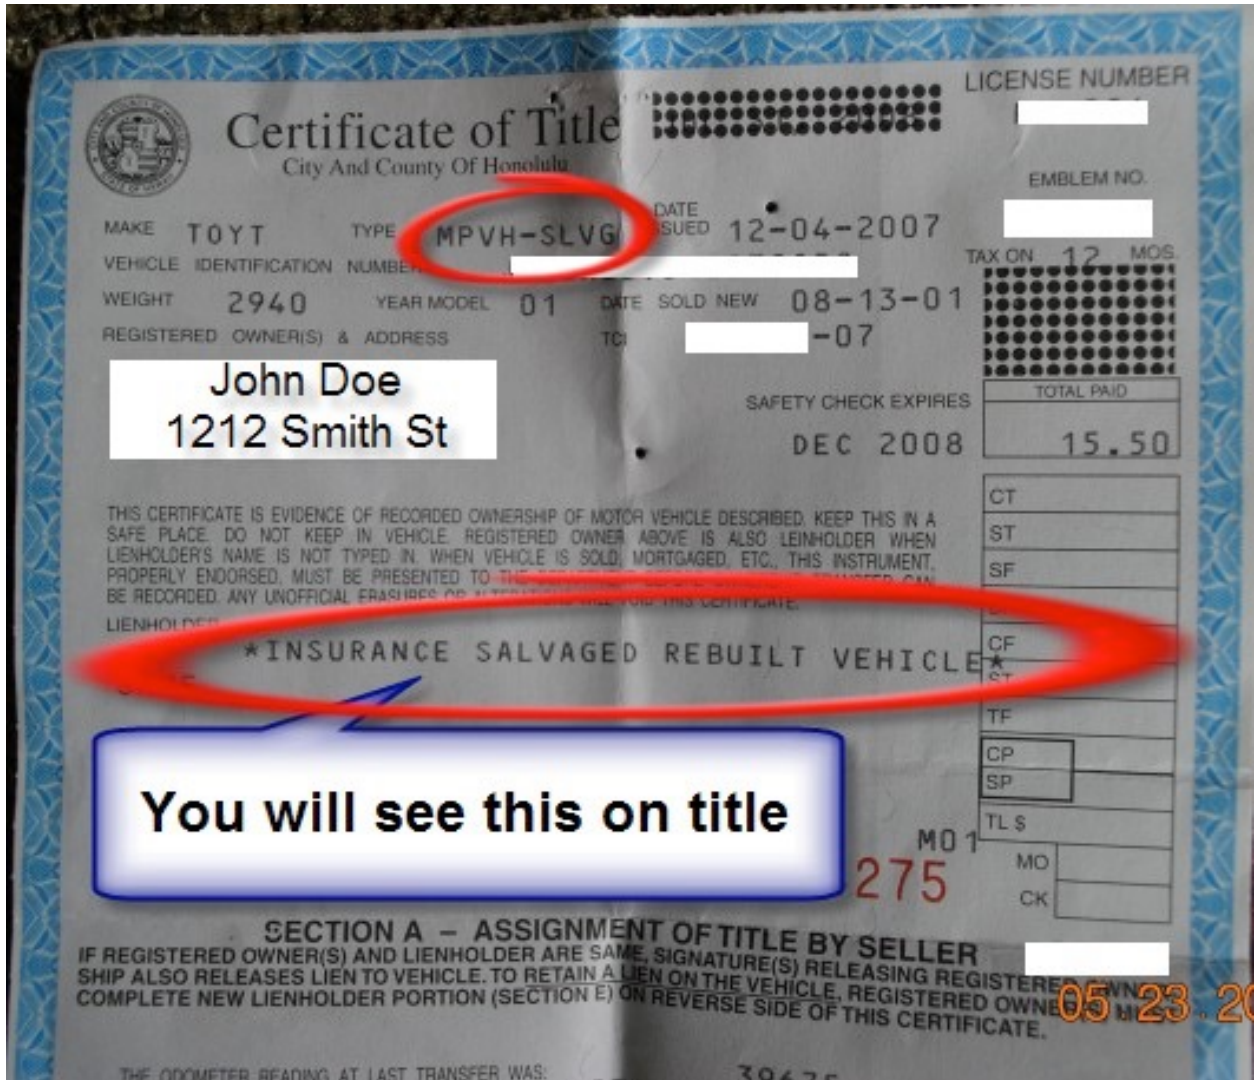 LICENSE NUMBER
Certificate of Title
City And County Of Honolulu
EMBLEM NO.
MAKE TOYT TYPE MPVH-SLVG DATE ISSUED 12-04-2007
VEHICLE IDENTIFICATION NUMBER
TAX ON 12 MOS.
WEIGHT 2940 YEAR MODEL 01 DATE SOLD NEW 08-13-01
REGISTERED OWNER(S) & ADDRESS -07
John Doe
1212 Smith St
SAFETY CHECK EXPIRES
DEC 2008
TOTAL PAID
15.50
THIS CERTIFICATE IS EVIDENCE OF RECORDED OWNERSHIP OF MOTOR VEHICLE DESCRIBED. KEEP THIS IN A
SAFE PLACE. DO NOT KEEP IN VEHICLE. REGISTERED OWNER ABOVE IS ALSO LEINHOLDER WHEN
LIENHOLDER'S NAME IS NOT TYPED IN. WHEN VEHICLE IS SOLD, MORTGAGED, ETC., THIS INSTRUMENT,
PROPERLY ENDORSED, MUST BE PRESENTED TO
BE RECORDED. ANY UNOFFICIAL ERASURES OR ALTERATIONS WILL VOID THIS CERTIFICATE.
LIENHOLDER
*INSURANCE SALVAGED REBUILT VEHICLE*
CT
ST
SF
CF
ST
TF
CP
SP
TL $
MO
CK
You will see this on title
M01
275
SECTION A – ASSIGNMENT OF TITLE BY SELLER
IF REGISTERED OWNER(S) AND LIENHOLDER ARE SAME, SIGNATURE(S) RELEASING REGISTERED OWNER-
SHIP ALSO RELEASES LIEN TO VEHICLE. TO RETAIN A LIEN ON THE VEHICLE, REGISTERED OWNER
COMPLETE NEW LIENHOLDER PORTION (SECTION E) ON REVERSE SIDE OF THIS CERTIFICATE.
05.23.20
THE ODOMETER READING AT LAST TRANSFER WAS: 39675